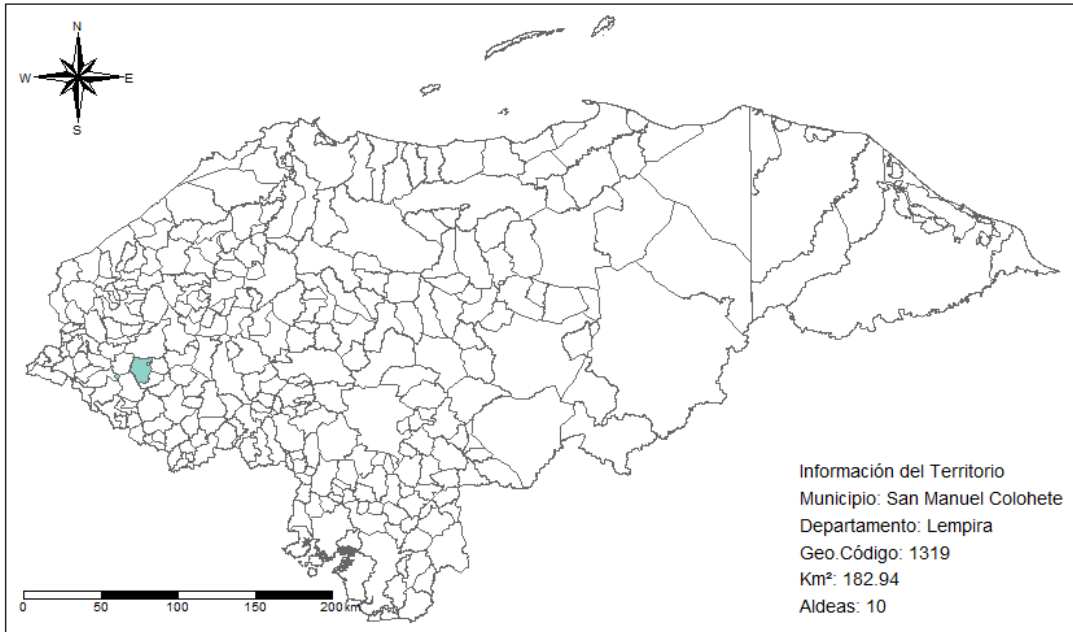 N
W E
S
Información del Territorio
Municipio: San Manuel Colohete
Departamento: Lempira
Geo.Código: 1319
Km²: 182.94
Aldeas: 10
0 50 100 150 200 km